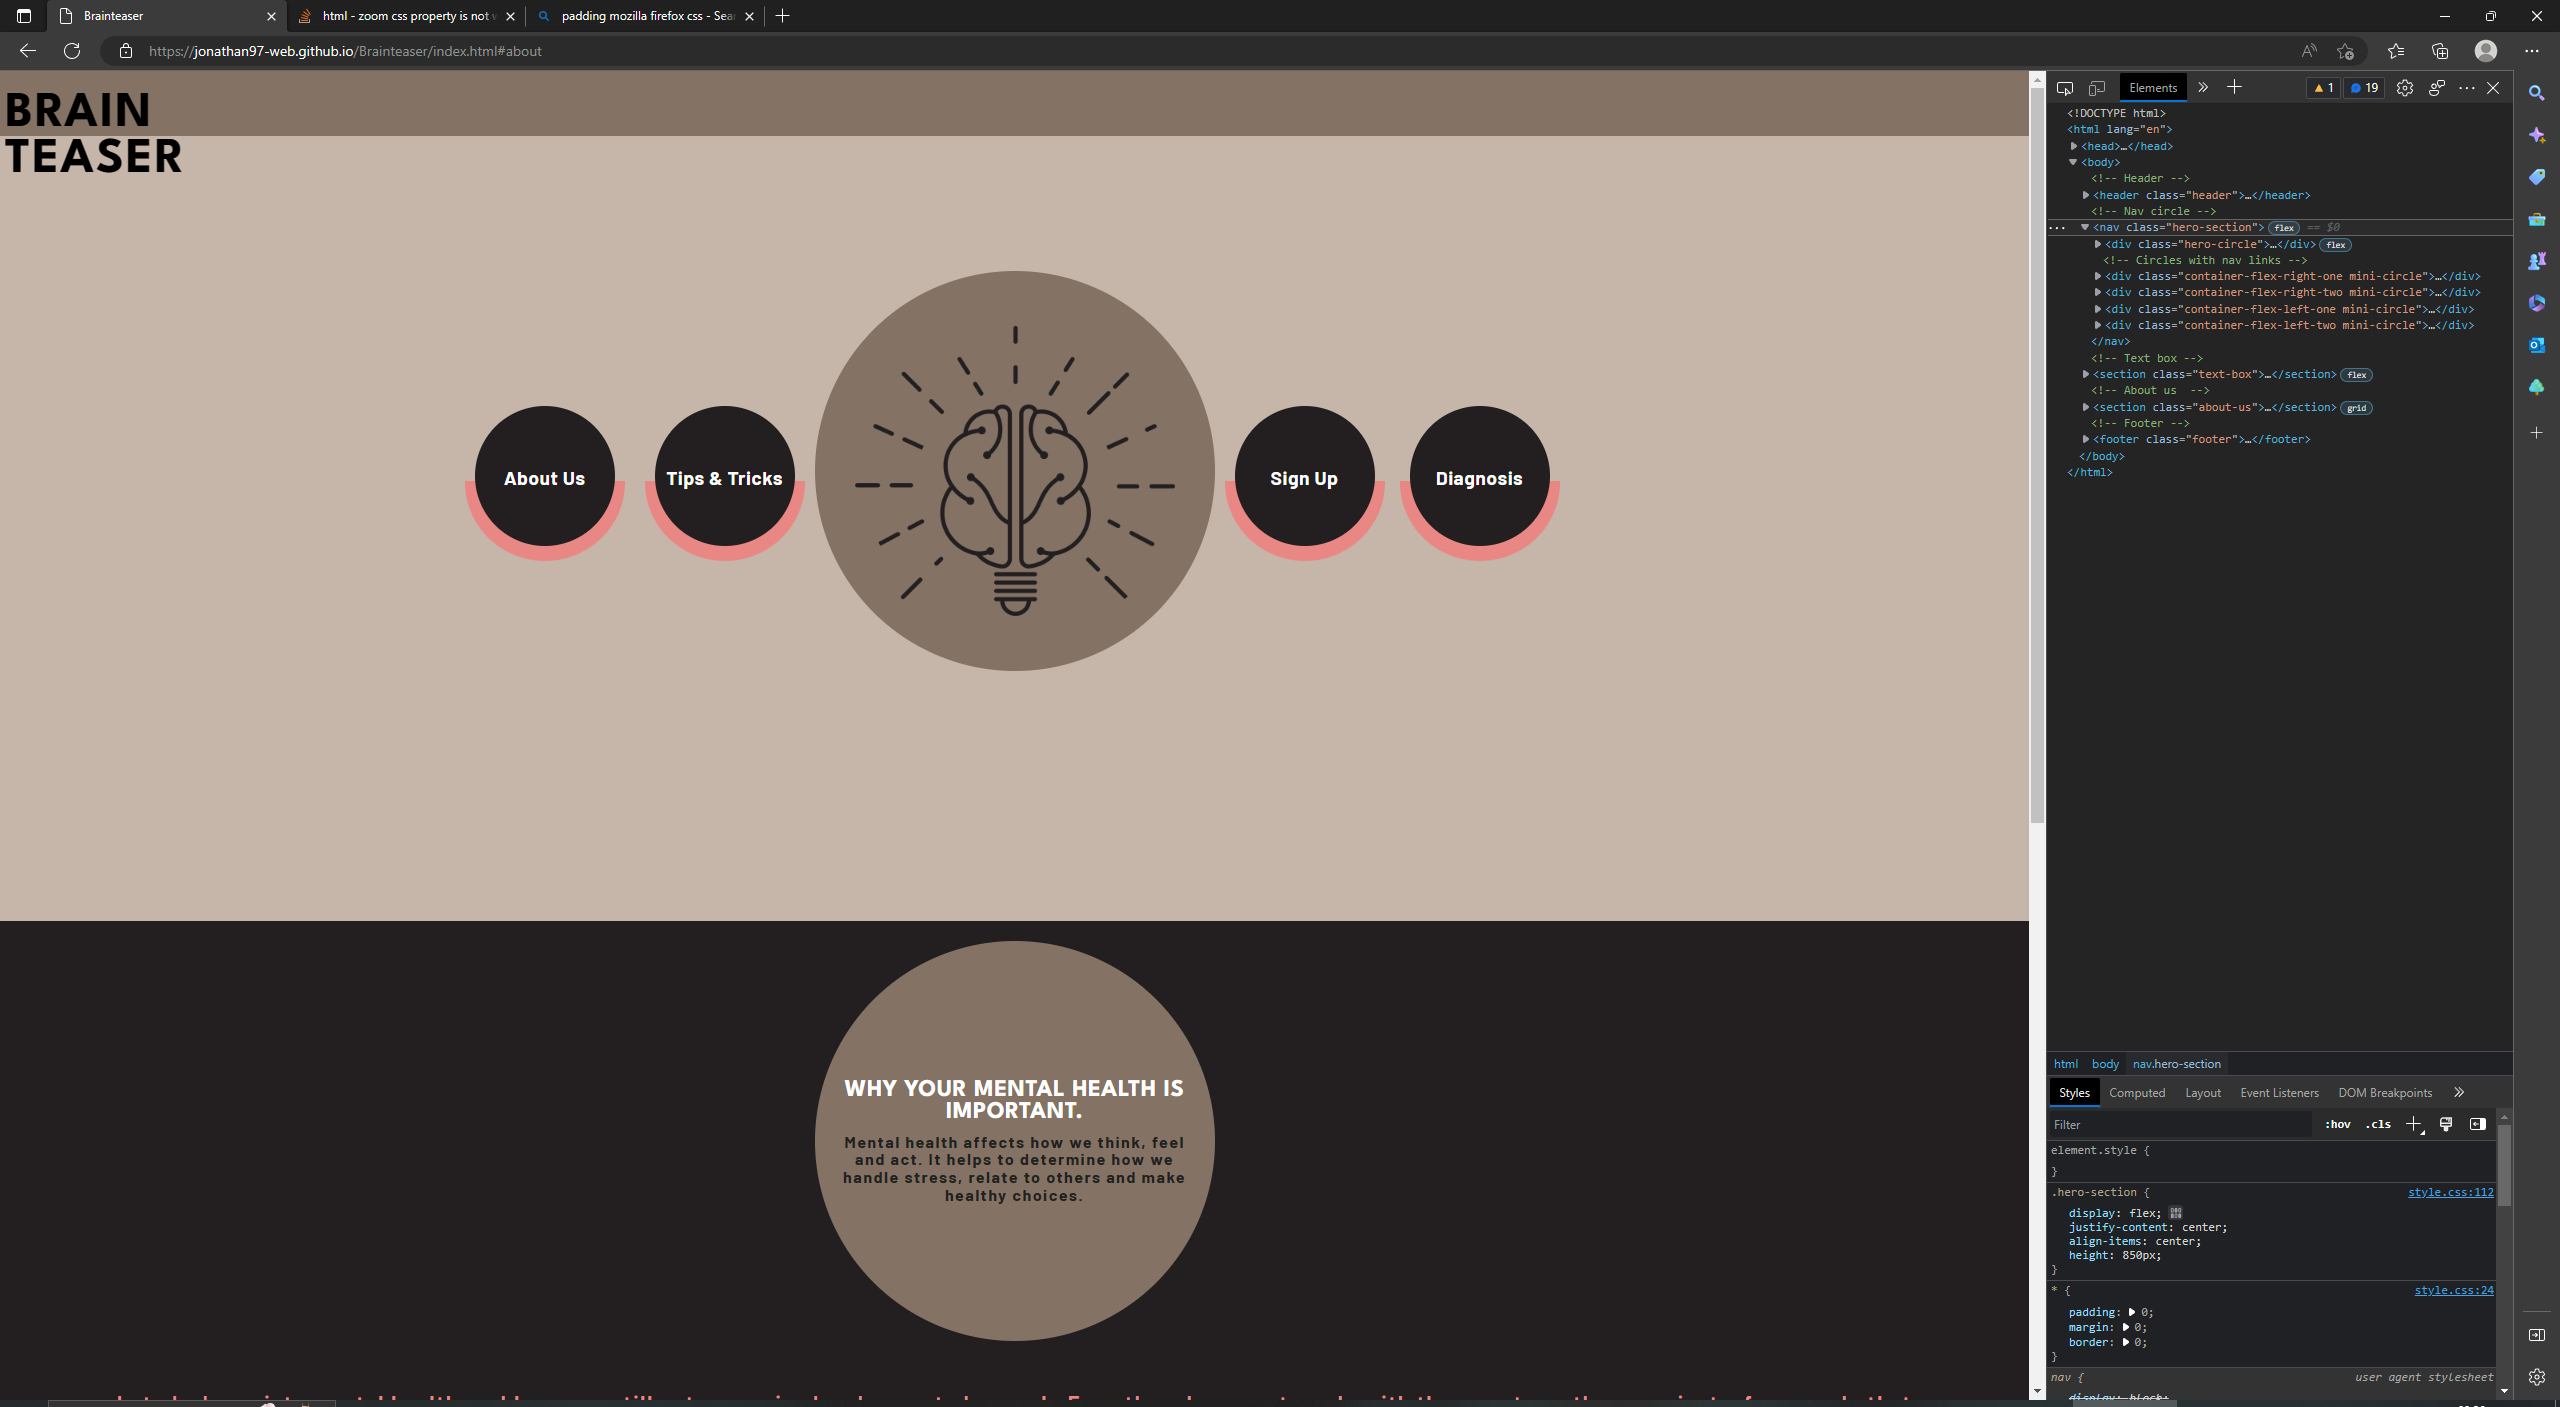 Brainteaser
html - zoom css property is not w
padding mozilla firefox css - Sea
https://jonathan97-web.github.io/Brainteaser/index.html#about
BRAIN
TEASER
About Us
Tips & Tricks
Sign Up
Diagnosis
WHY YOUR MENTAL HEALTH IS
IMPORTANT.
Mental health affects how we think, feel
and act. It helps to determine how we
handle stress, relate to others and make
healthy choices.
Elements
1
19
<!DOCTYPE html>
<html lang="en">
<head>…</head>
<body>
<!-- Header -->
<header class="header">…</header>
<!-- Nav circle -->
<nav class="hero-section"> flex == $0
<div class="hero-circle">…</div> flex
<!-- Circles with nav links -->
<div class="container-flex-right-one mini-circle">…</div>
<div class="container-flex-right-two mini-circle">…</div>
<div class="container-flex-left-one mini-circle">…</div>
<div class="container-flex-left-two mini-circle">…</div>
</nav>
<!-- Text box -->
<section class="text-box">…</section> flex
<!-- About us  -->
<section class="about-us">…</section> grid
<!-- Footer -->
<footer class="footer">…</footer>
</body>
</html>
html body nav.hero-section
Styles Computed Layout Event Listeners DOM Breakpoints
Filter :hov .cls
element.style {
}
.hero-section { style.css:112
display: flex;
justify-content: center;
align-items: center;
height: 850px;
}
* { style.css:24
padding: 0;
margin: 0;
border: 0;
}
nav { user agent stylesheet
display: block;